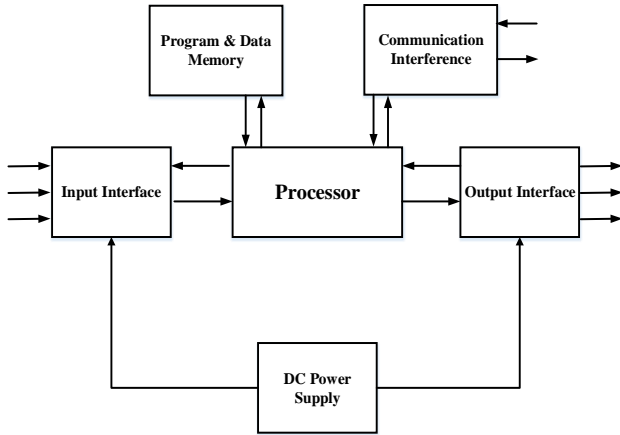 Program & Data
Memory
Communication
Interference
Input Interface
Processor
Output Interface
DC Power
Supply